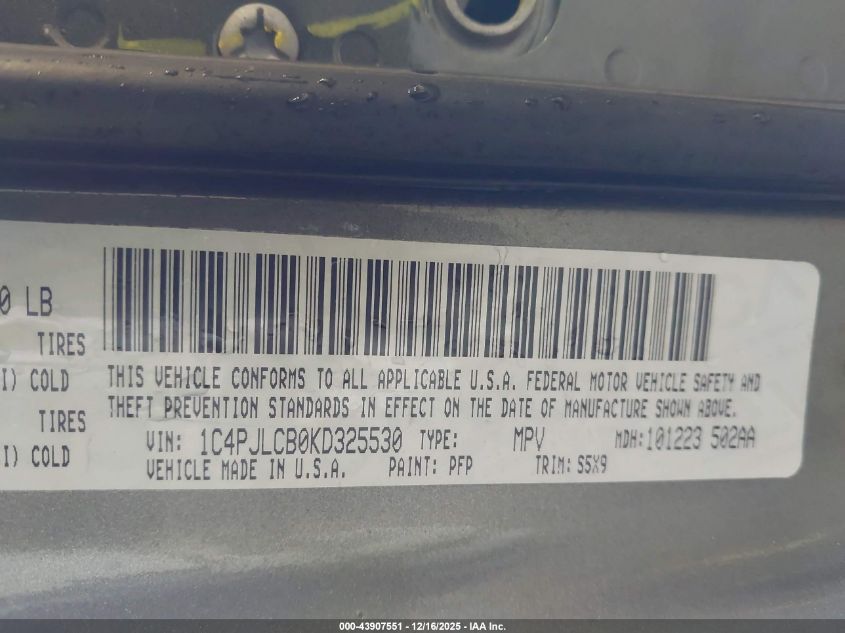 0 LB
TIRES
I) COLD
TIRES
I) COLD
THIS VEHICLE CONFORMS TO ALL APPLICABLE U.S.A. FEDERAL MOTOR VEHICLE SAFETY AND
THEFT PREVENTION STANDARDS IN EFFECT ON THE DATE OF MANUFACTURE SHOWN ABOVE.
VIN: 1C4PJLCB0KD325530 TYPE: MPV MDH:101223 502AA
VEHICLE MADE IN U.S.A. PAINT: PFP TRIM: S5X9
000-43907551 — 12/16/2025 — IAA Inc.